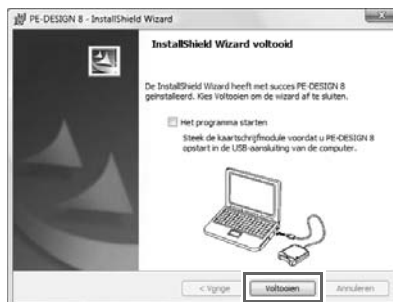 PE-DESIGN 8 - InstallShield Wizard
InstallShield Wizard voltooid
De InstallShield Wizard heeft met succes PE-DESIGN 8
geïnstalleerd. Kies Voltooien om de wizard af te sluiten.
Het programma starten
Steek de kaartschrijfmodule voordat u PE-DESIGN 8
opstart in de USB-aansluiting van de computer.
< Vorige
Voltooien
Annuleren